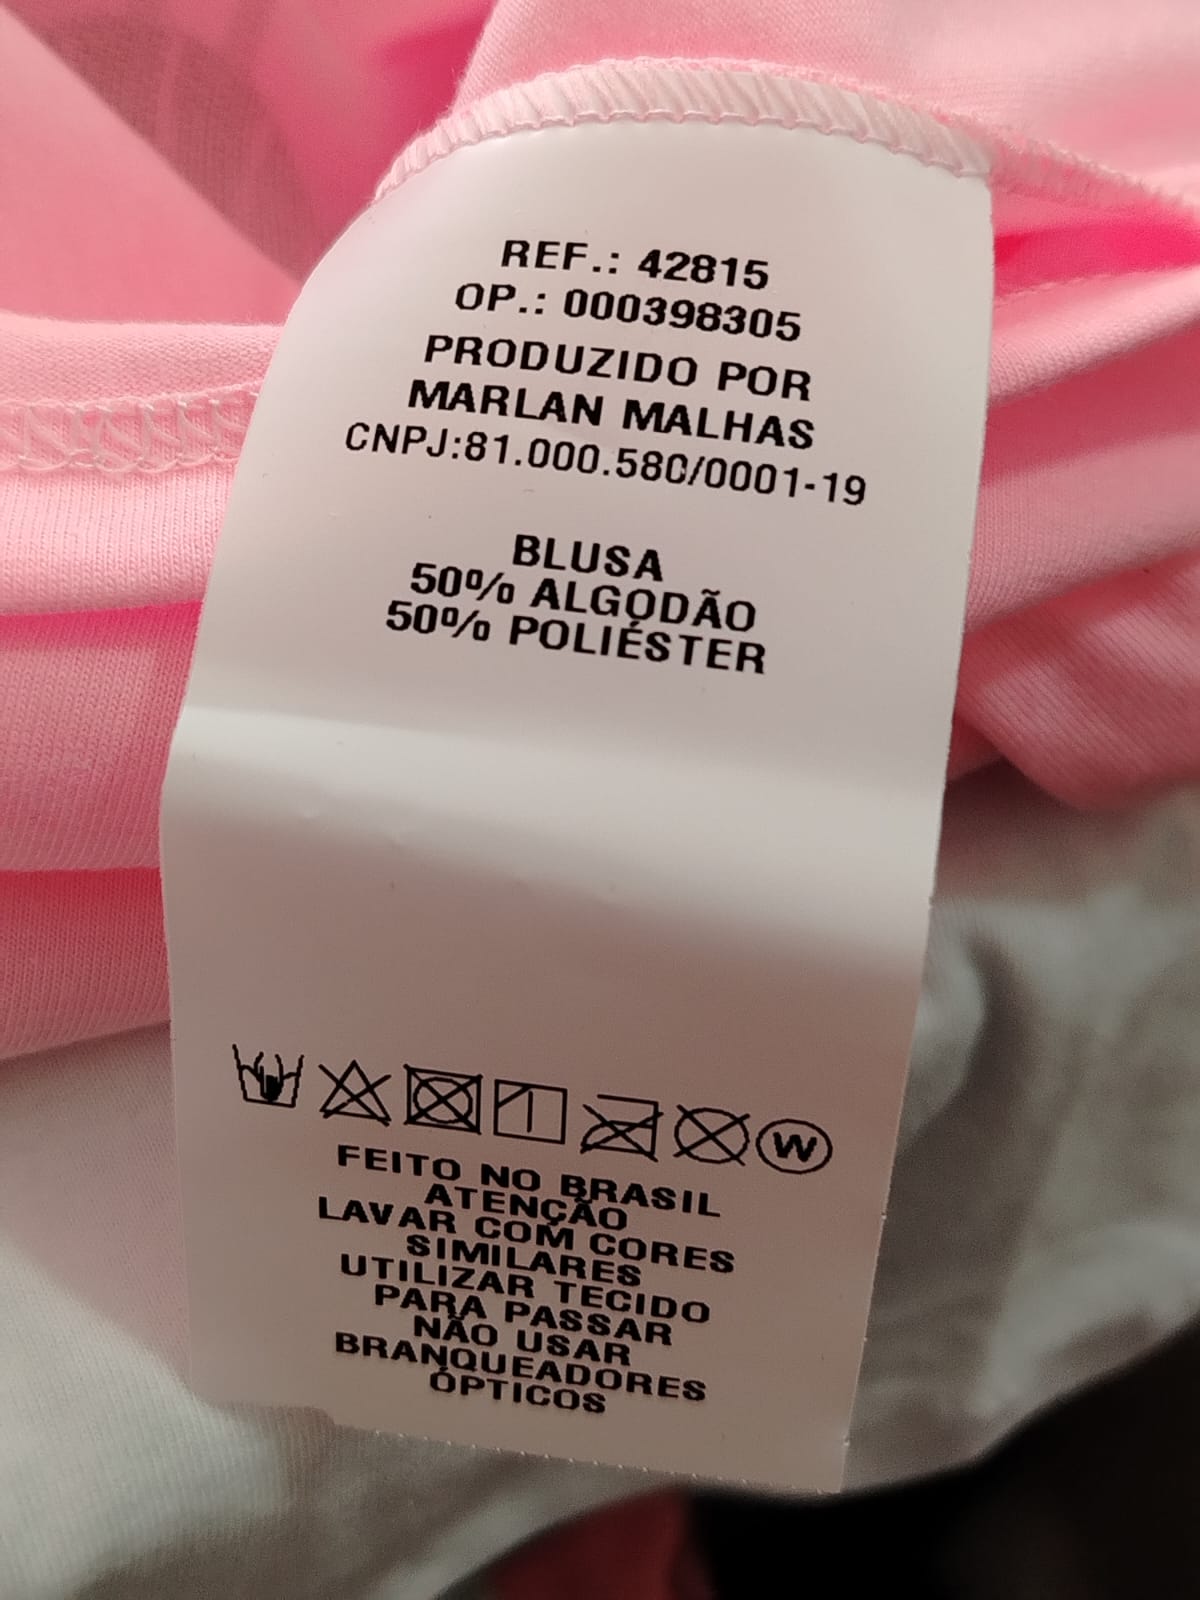 REF.: 42815
OP.: 000398305
PRODUZIDO POR
MARLAN MALHAS
CNPJ:81.000.580/0001-19
BLUSA
50% ALGODÃO
50% POLIÉSTER
W
FEITO NO BRASIL
ATENÇÃO
LAVAR COM CORES
SIMILARES
UTILIZAR TECIDO
PARA PASSAR
NÃO USAR
BRANQUEADORES
ÓPTICOS